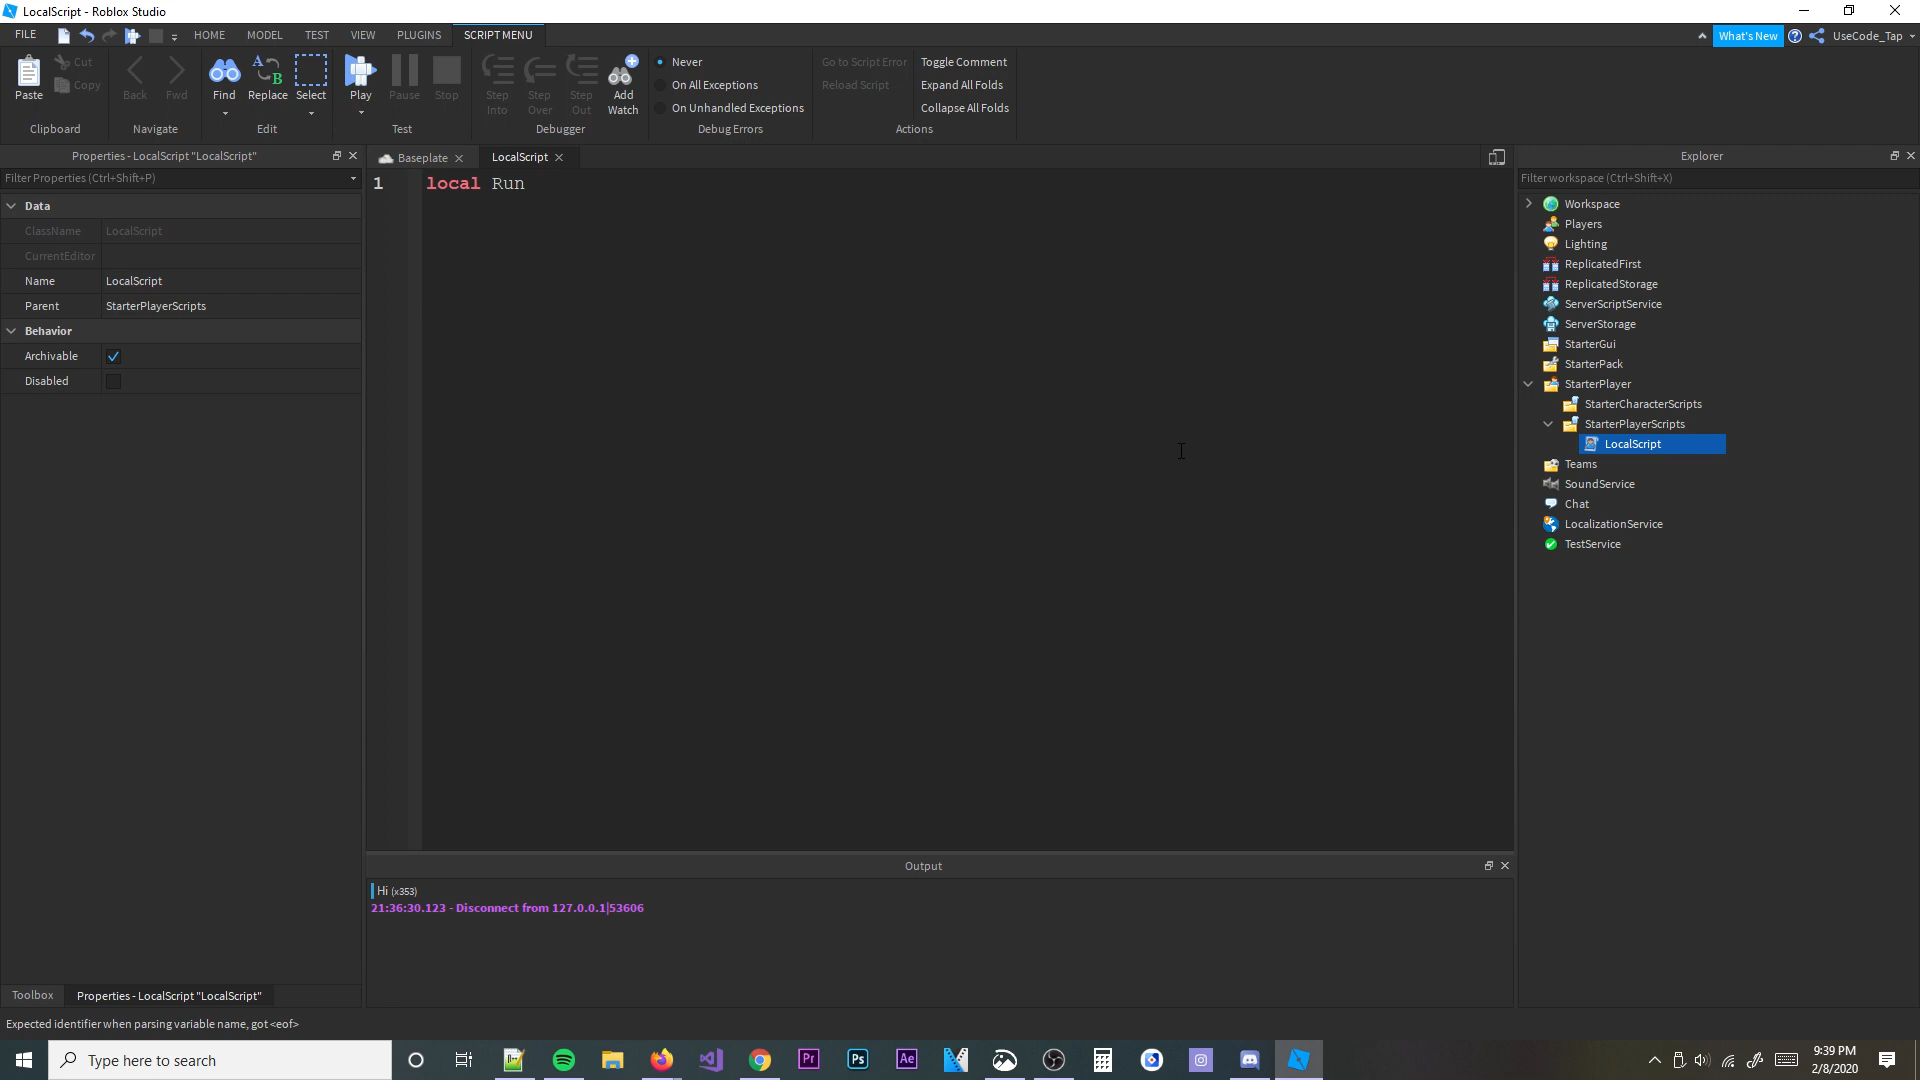 LocalScript - Roblox Studio
FILE HOME MODEL TEST VIEW PLUGINS SCRIPT MENU What's New UseCode_Tap
Paste Cut Copy Clipboard
Back Fwd Navigate
Find Replace Select Edit
Play Pause Stop Test
Step Into Step Over Step Out Add Watch Debugger
Never
On All Exceptions
On Unhandled Exceptions
Debug Errors
Go to Script Error
Reload Script
Toggle Comment
Expand All Folds
Collapse All Folds
Actions
Properties - LocalScript "LocalScript"
Filter Properties (Ctrl+Shift+P)
Data
ClassName LocalScript
CurrentEditor
Name LocalScript
Parent StarterPlayerScripts
Behavior
Archivable
Disabled
Toolbox Properties - LocalScript "LocalScript"
Baseplate LocalScript
1 local Run
Output
Hi (x353)
21:36:30.123 - Disconnect from 127.0.0.1|53606
Explorer
Filter workspace (Ctrl+Shift+X)
Workspace
Players
Lighting
ReplicatedFirst
ReplicatedStorage
ServerScriptService
ServerStorage
StarterGui
StarterPack
StarterPlayer
StarterCharacterScripts
StarterPlayerScripts
LocalScript
Teams
SoundService
Chat
LocalizationService
TestService
Expected identifier when parsing variable name, got <eof>
Type here to search
Pr Ps Ae
9:39 PM
2/8/2020